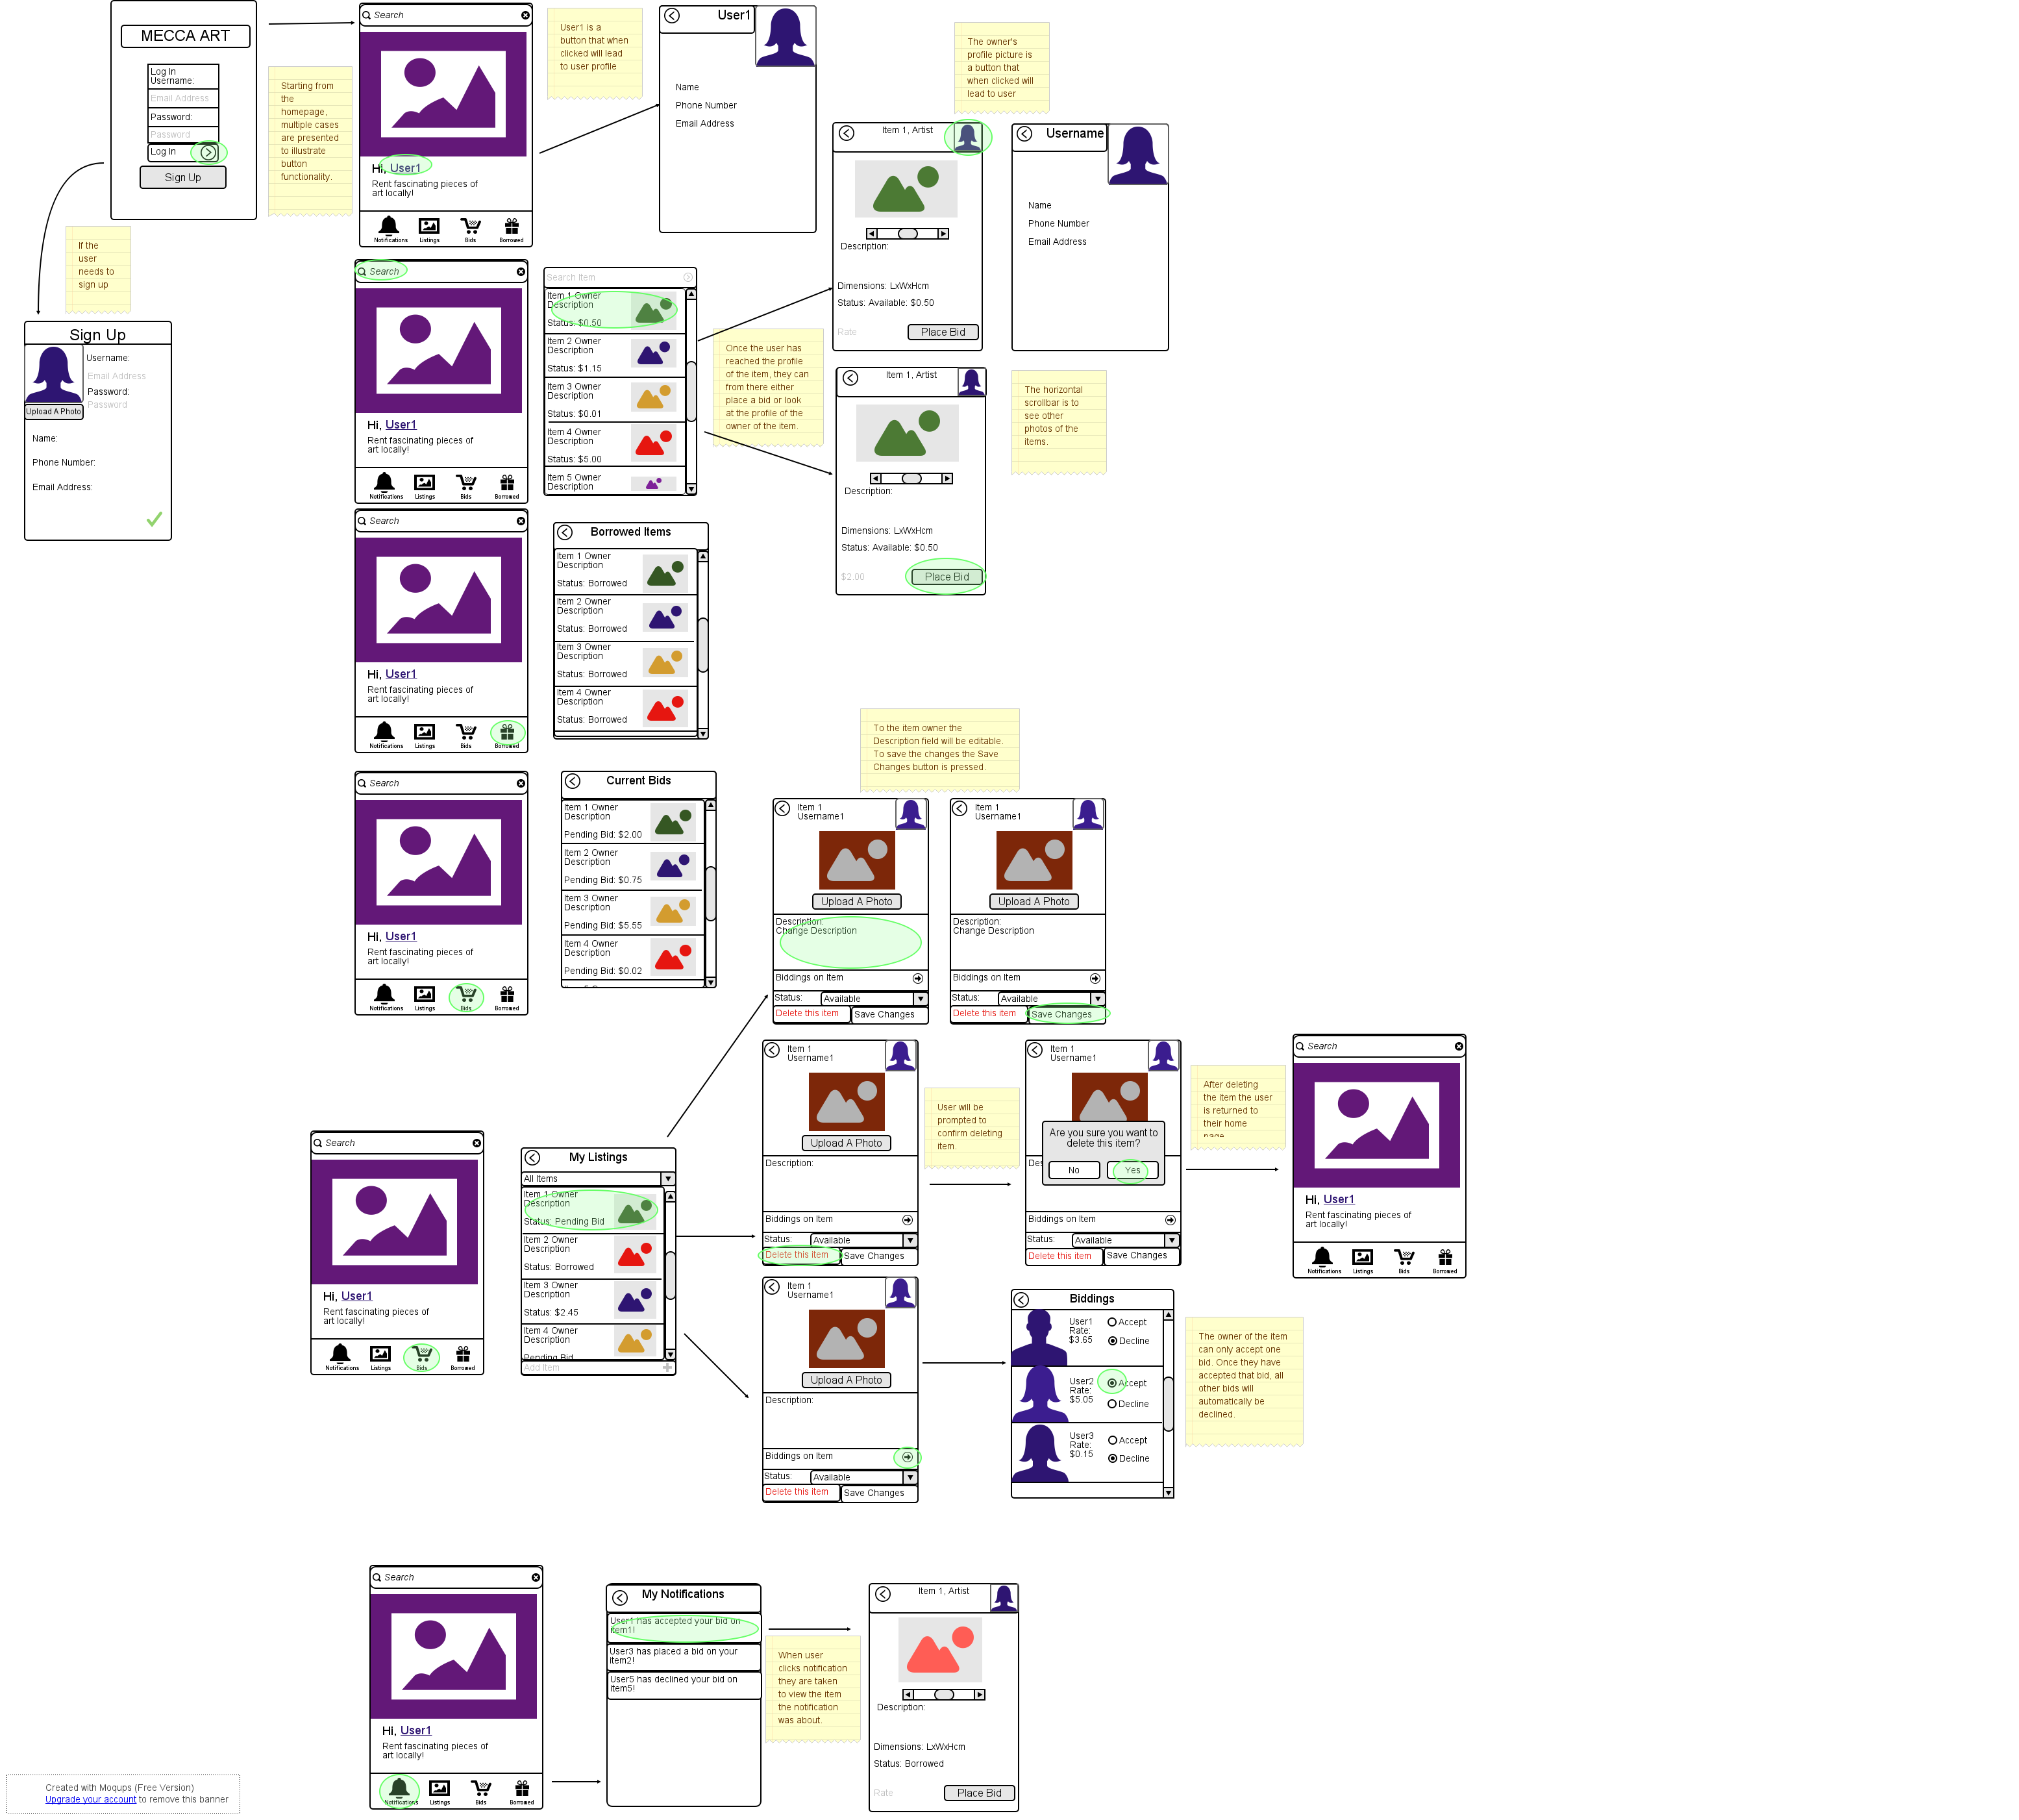 MECCA ART
Log In
Username:
Email Address
Password:
Password
Log In
Sign Up
Starting from
the
homepage,
multiple cases
are presented
to illustrate
button
functionality.
Search
Hi, User1
Rent fascinating pieces of
art locally!
Notifications Listings Bids Borrowed
User1 is a
button that when
clicked will lead
to user profile
User1
Name
Phone Number
Email Address
The owner's
profile picture is
a button that
when clicked will
lead to user
Item 1, Artist
Description:
Dimensions: LxWxHcm
Status: Available: $0.50
Rate
Place Bid
Username
Name
Phone Number
Email Address
If the
user
needs to
sign up
Sign Up
Username:
Email Address
Password:
Password
Upload A Photo
Name:
Phone Number:
Email Address:
Search
Hi, User1
Rent fascinating pieces of
art locally!
Notifications Listings Bids Borrowed
Search Item
Item 1 Owner
Description
Status: $0.50
Item 2 Owner
Description
Status: $1.15
Item 3 Owner
Description
Status: $0.01
Item 4 Owner
Description
Status: $5.00
Item 5 Owner
Description
Once the user has
reached the profile
of the item, they can
from there either
place a bid or look
at the profile of the
owner of the item.
Item 1, Artist
Description:
Dimensions: LxWxHcm
Status: Available: $0.50
$2.00
Place Bid
The horizontal
scrollbar is to
see other
photos of the
items.
Search
Hi, User1
Rent fascinating pieces of
art locally!
Notifications Listings Bids Borrowed
Borrowed Items
Item 1 Owner
Description
Status: Borrowed
Item 2 Owner
Description
Status: Borrowed
Item 3 Owner
Description
Status: Borrowed
Item 4 Owner
Description
Status: Borrowed
Search
Hi, User1
Rent fascinating pieces of
art locally!
Notifications Listings Bids Borrowed
Current Bids
Item 1 Owner
Description
Pending Bid: $2.00
Item 2 Owner
Description
Pending Bid: $0.75
Item 3 Owner
Description
Pending Bid: $5.55
Item 4 Owner
Description
Pending Bid: $0.02
To the item owner the
Description field will be editable.
To save the changes the Save
Changes button is pressed.
Item 1
Username1
Upload A Photo
Description:
Change Description
Biddings on Item
Status: Available
Delete this item Save Changes
Item 1
Username1
Upload A Photo
Description:
Change Description
Biddings on Item
Status: Available
Delete this item Save Changes
Search
Hi, User1
Rent fascinating pieces of
art locally!
Notifications Listings Bids Borrowed
My Listings
All Items
Item 1 Owner
Description
Status: Pending Bid
Item 2 Owner
Description
Status: Borrowed
Item 3 Owner
Description
Status: $2.45
Item 4 Owner
Description
Pending Bid
Add Item
Item 1
Username1
Upload A Photo
Description:
Biddings on Item
Status: Available
Delete this item Save Changes
User will be
prompted to
confirm deleting
item.
Item 1
Username1
Are you sure you want to
delete this item?
No Yes
Des
Biddings on Item
Status: Available
Delete this item Save Changes
After deleting
the item the user
is returned to
their home
page.
Search
Hi, User1
Rent fascinating pieces of
art locally!
Notifications Listings Bids Borrowed
Item 1
Username1
Upload A Photo
Description:
Biddings on Item
Status: Available
Delete this item Save Changes
Biddings
User1
Rate:
$3.65
Accept
Decline
User2
Rate:
$5.05
Accept
Decline
User3
Rate:
$0.15
Accept
Decline
The owner of the item
can only accept one
bid. Once they have
accepted that bid, all
other bids will
automatically be
declined.
Search
Hi, User1
Rent fascinating pieces of
art locally!
Notifications Listings Bids Borrowed
My Notifications
User1 has accepted your bid on
item1!
User3 has placed a bid on your
item2!
User5 has declined your bid on
item5!
When user
clicks notification
they are taken
to view the item
the notification
was about.
Item 1, Artist
Description:
Dimensions: LxWxHcm
Status: Borrowed
Rate
Place Bid
Created with Moqups (Free Version)
Upgrade your account to remove this banner